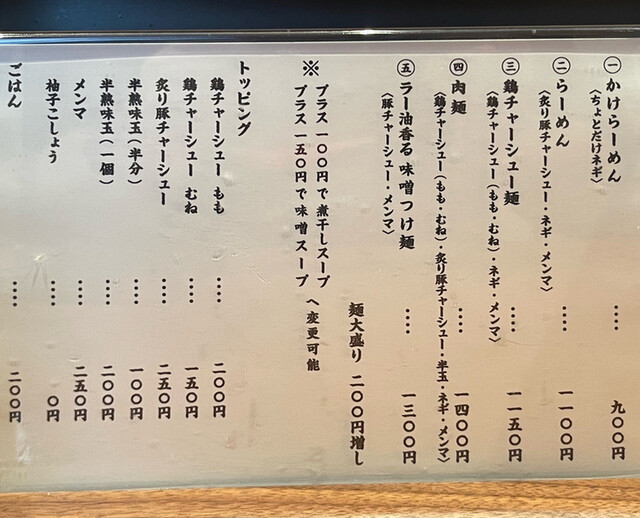 ㊀ かけらーめん ‥‥ 九〇〇円
〈ちょとだけネギ〉
㊁ らーめん ‥‥ 一一〇〇円
〈炙り豚チャーシュー・ネギ・メンマ〉
㊂ 鶏チャーシュー麺 ‥‥ 一一五〇円
〈鶏チャーシュー（もも・むね）・ネギ・メンマ〉
㊃ 肉麺 ‥‥ 一四〇〇円
〈鶏チャーシュー（もも・むね）・炙り豚チャーシュー・半玉・ネギ・メンマ〉
㊄ ラー油香る 味噌つけ麺 ‥‥ 一三〇〇円
〈豚チャーシュー・メンマ〉
麺大盛り 二〇〇円増し
※ プラス一〇〇円で煮干しスープ
プラス一五〇円で味噌スープ
へ変更可能
トッピング
鶏チャーシュー もも ‥‥ 二〇〇円
鶏チャーシュー むね ‥‥ 一五〇円
炙り豚チャーシュー ‥‥ 二五〇円
半熟味玉（半分） ‥‥ 一〇〇円
半熟味玉（一個） ‥‥ 二〇〇円
メンマ ‥‥ 二五〇円
柚子こしょう ‥‥ 〇円
ごはん ‥‥ 二〇〇円